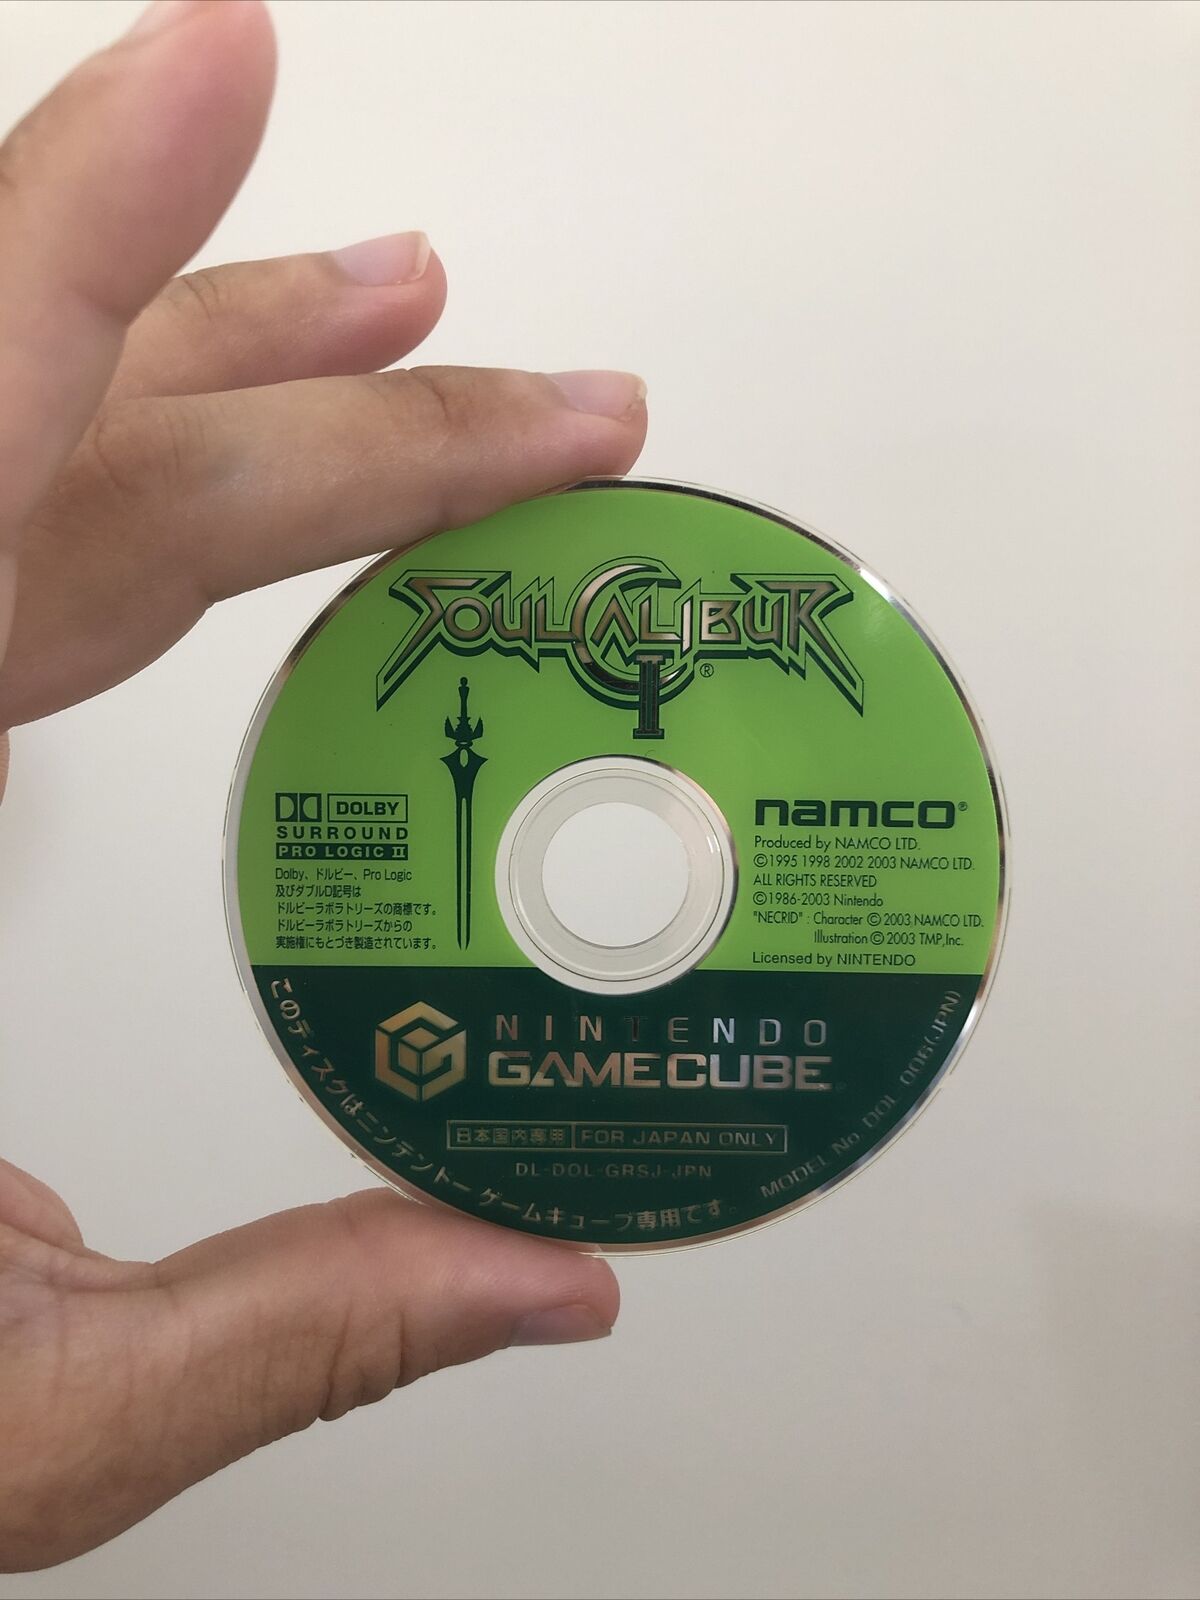 SOULCALIBUR
II ®
DOLBY
SURROUND
PRO LOGIC II
Dolby、ドルビー、Pro Logic
及びダブルD記号は
ドルビーラボラトリーズの商標です。
ドルビーラボラトリーズからの
実施権にもとづき製造されています。
namco®
Produced by NAMCO LTD.
©1995 1998 2002 2003 NAMCO LTD.
ALL RIGHTS RESERVED
©1986-2003 Nintendo
"NECRID" : Character ©2003 NAMCO LTD.
Illustration ©2003 TMP,Inc.
Licensed by NINTENDO
NINTENDO
GAMECUBE
日本国内専用 FOR JAPAN ONLY
DL-DOL-GRSJ-JPN
このディスクはニンテンドー ゲームキューブ専用です。
MODEL No. DOL-006(JPN)